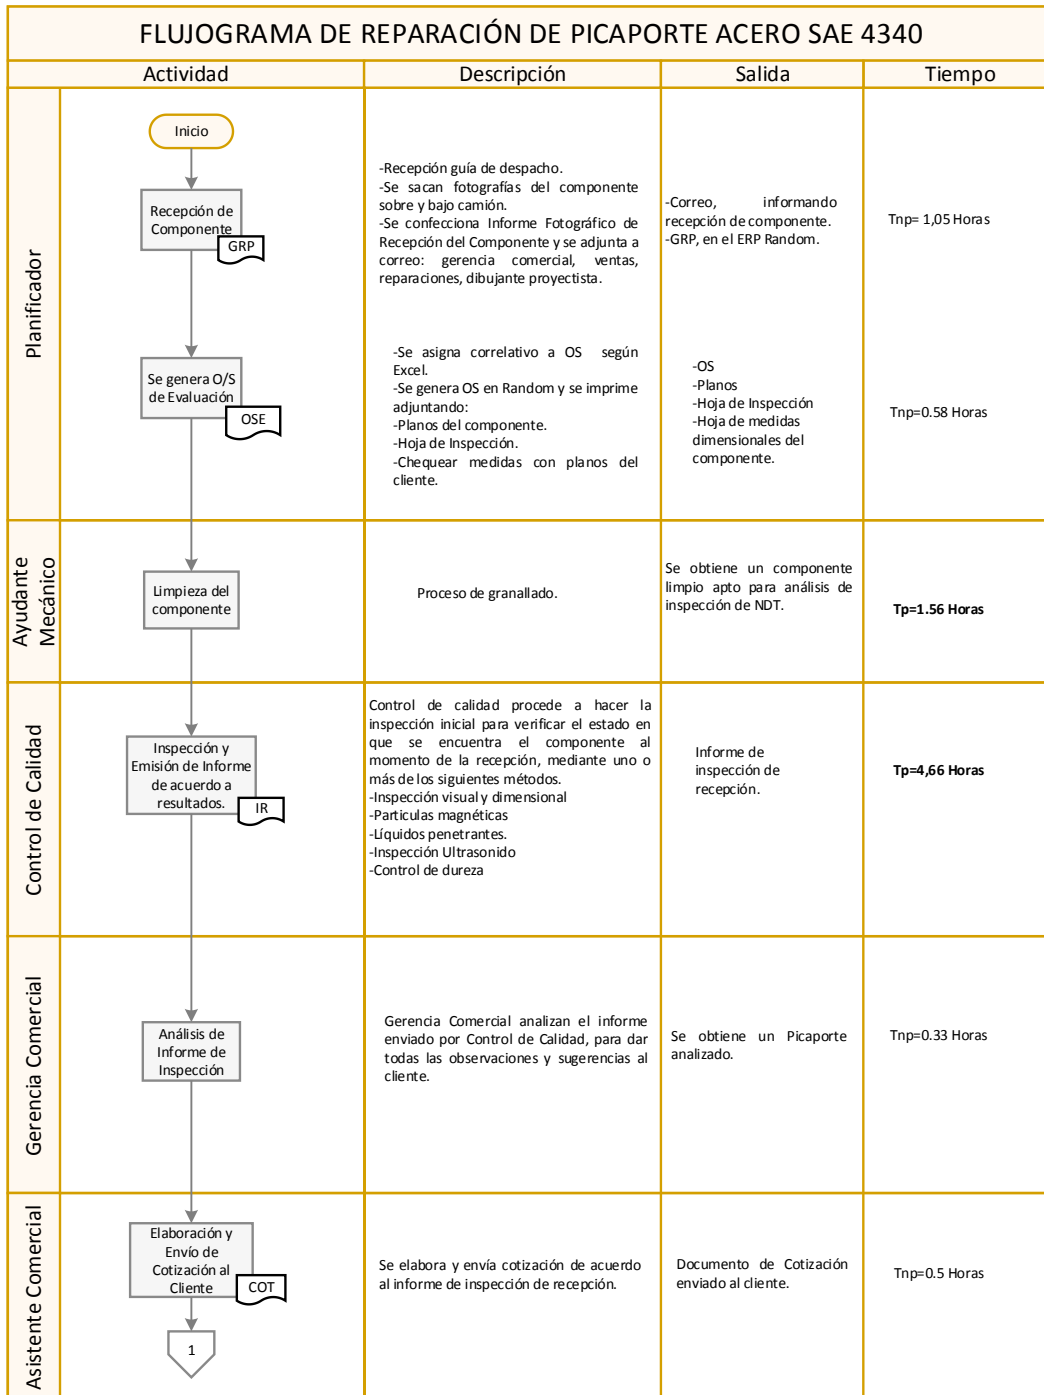 FLUJOGRAMA DE REPARACIÓN DE PICAPORTE ACERO SAE 4340
Actividad
Descripción
Salida
Tiempo
Planificador
Inicio
Recepción de
Componente
GRP
-Recepción guía de despacho.
-Se sacan fotografías del componente
sobre y bajo camión.
-Se confecciona Informe Fotográfico de
Recepción del Componente y se adjunta a
correo: gerencia comercial, ventas,
reparaciones, dibujante proyectista.
-Correo, informando
recepción de componente.
-GRP, en el ERP Random.
Tnp= 1,05 Horas
Se genera O/S
de Evaluación
OSE
-Se asigna correlativo a OS según
Excel.
-Se genera OS en Random y se imprime
adjuntando:
-Planos del componente.
-Hoja de Inspección.
-Chequear medidas con planos del
cliente.
-OS
-Planos
-Hoja de Inspección
-Hoja de medidas
dimensionales del
componente.
Tnp=0.58 Horas
Ayudante
Mecánico
Limpieza del
componente
Proceso de granallado.
Se obtiene un componente
limpio apto para análisis de
inspección de NDT.
Tp=1.56 Horas
Control de Calidad
Inspección y
Emisión de Informe
de acuerdo a
resultados.
IR
Control de calidad procede a hacer la
inspección inicial para verificar el estado en
que se encuentra el componente al
momento de la recepción, mediante uno o
más de los siguientes métodos.
-Inspección visual y dimensional
-Particulas magnéticas
-Líquidos penetrantes.
-Inspección Ultrasonido
-Control de dureza
Informe de
inspección de
recepción.
Tp=4,66 Horas
Gerencia Comercial
Análisis de
Informe de
Inspección
Gerencia Comercial analizan el informe
enviado por Control de Calidad, para dar
todas las observaciones y sugerencias al
cliente.
Se obtiene un Picaporte
analizado.
Tnp=0.33 Horas
Asistente Comercial
Elaboración y
Envío de
Cotización al
Cliente
COT
Se elabora y envía cotización de acuerdo
al informe de inspección de recepción.
Documento de Cotización
enviado al cliente.
Tnp=0.5 Horas
1